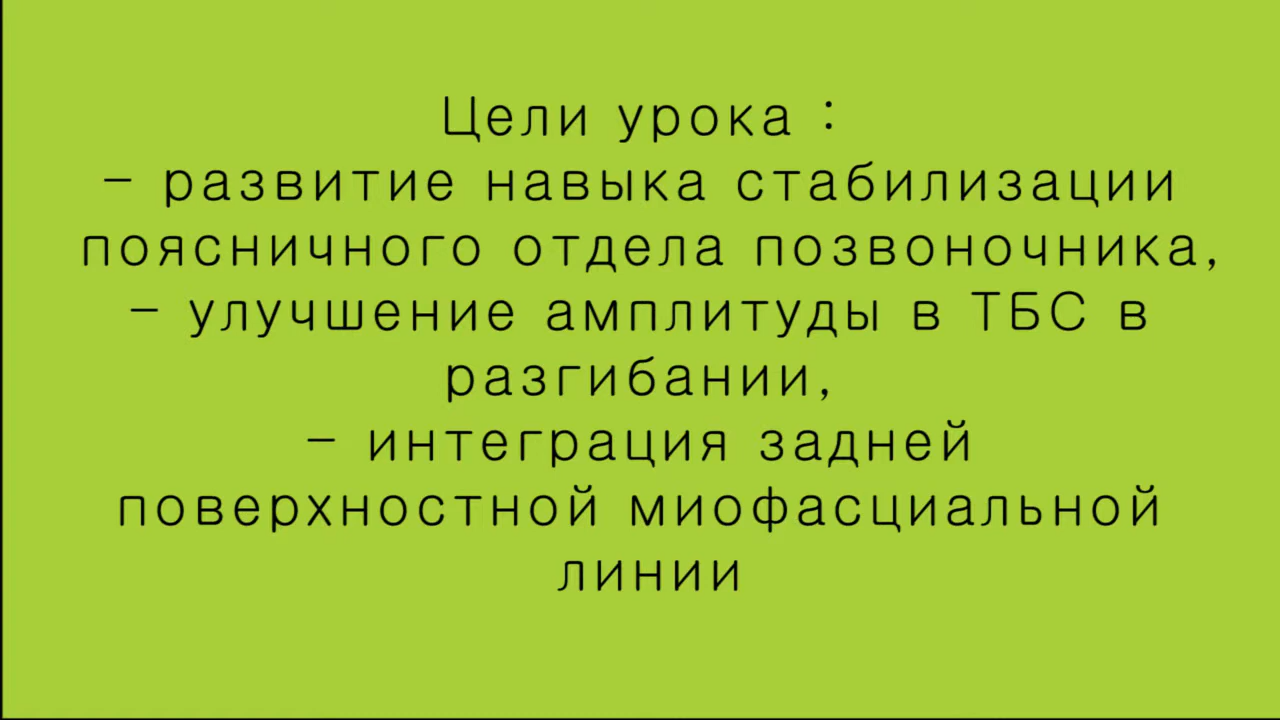 Цели урока :
– развитие навыка стабилизации
поясничного отдела позвоночника,
– улучшение амплитуды в ТБС в
разгибании,
– интеграция задней
поверхностной миофасциальной
линии